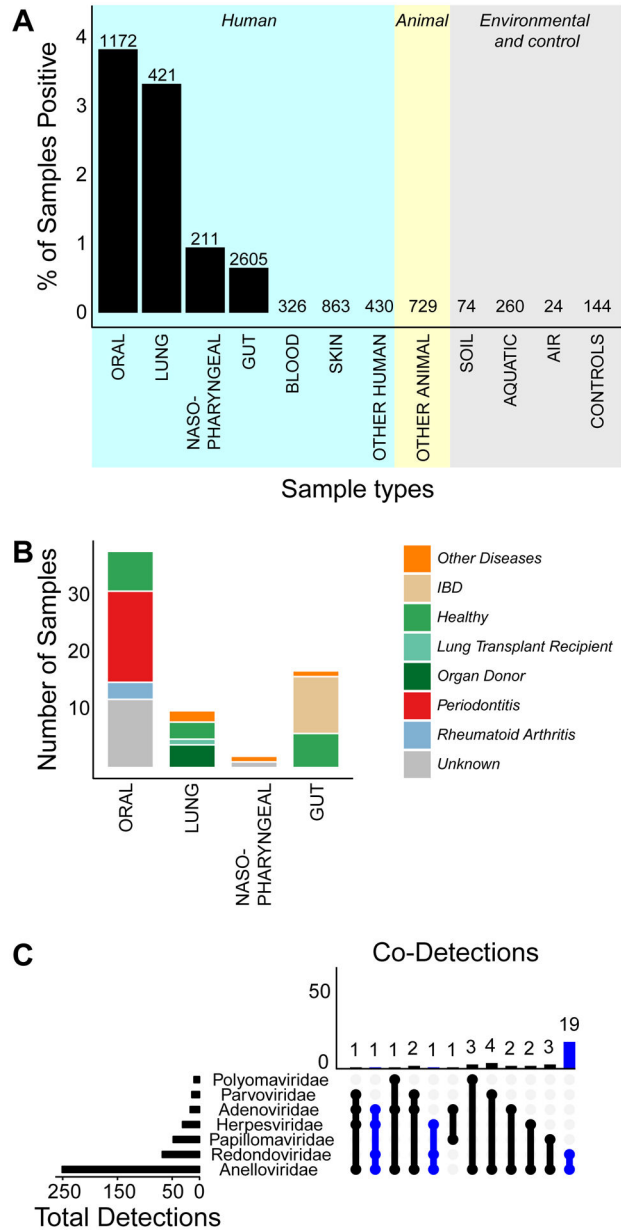 A
Human
Animal
Environmental
and control
% of Samples Positive
4
3
2
1
0
1172
421
211
2605
326
863
430
729
74
260
24
144
ORAL
LUNG
NASO-
PHARYNGEAL
GUT
BLOOD
SKIN
OTHER HUMAN
OTHER ANIMAL
SOIL
AQUATIC
AIR
CONTROLS
Sample types
B
Number of Samples
30
20
10
ORAL
LUNG
NASO-
PHARYNGEAL
GUT
Other Diseases
IBD
Healthy
Lung Transplant Recipient
Organ Donor
Periodontitis
Rheumatoid Arthritis
Unknown
C
Co-Detections
50
0
1 1 1 2 1 1 3 4 2 2 3 19
Polyomaviridae
Parvoviridae
Adenoviridae
Herpesviridae
Papillomaviridae
Redondoviridae
Anelloviridae
250 150 50 0
Total Detections